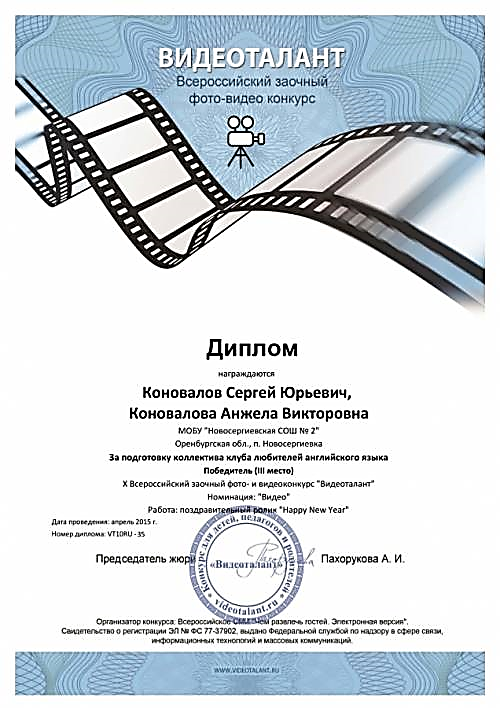 ВИДЕОТАЛАНТ
Всероссийский заочный
фото-видео конкурс
Диплом
награждаются
Коновалов Сергей Юрьевич,
Коновалова Анжела Викторовна
МОБУ "Новосергиевская СОШ № 2"
Оренбургская обл., п. Новосергиевка
За подготовку коллектива клуба любителей английского языка
Победитель (III место)
X Всероссийский заочный фото- и видеоконкурс "Видеоталант"
Номинация: "Видео"
Работа: поздравительный ролик "Happy New Year"
Дата проведения: апрель 2015 г.
Номер диплома: VT10RU - 35
Председатель жюри Пахорукова А. И.
Конкурс для детей, педагогов и родителей
«Видеоталант»
videotalant.ru
Организатор конкурса: Всероссийское СМИ "Чем развлечь гостей. Электронная версия".
Свидетельство о регистрации ЭЛ № ФС 77-37902, выдано Федеральной службой по надзору в сфере связи,
информационных технологий и массовых коммуникаций.
WWW.VIDEOTALANT.RU